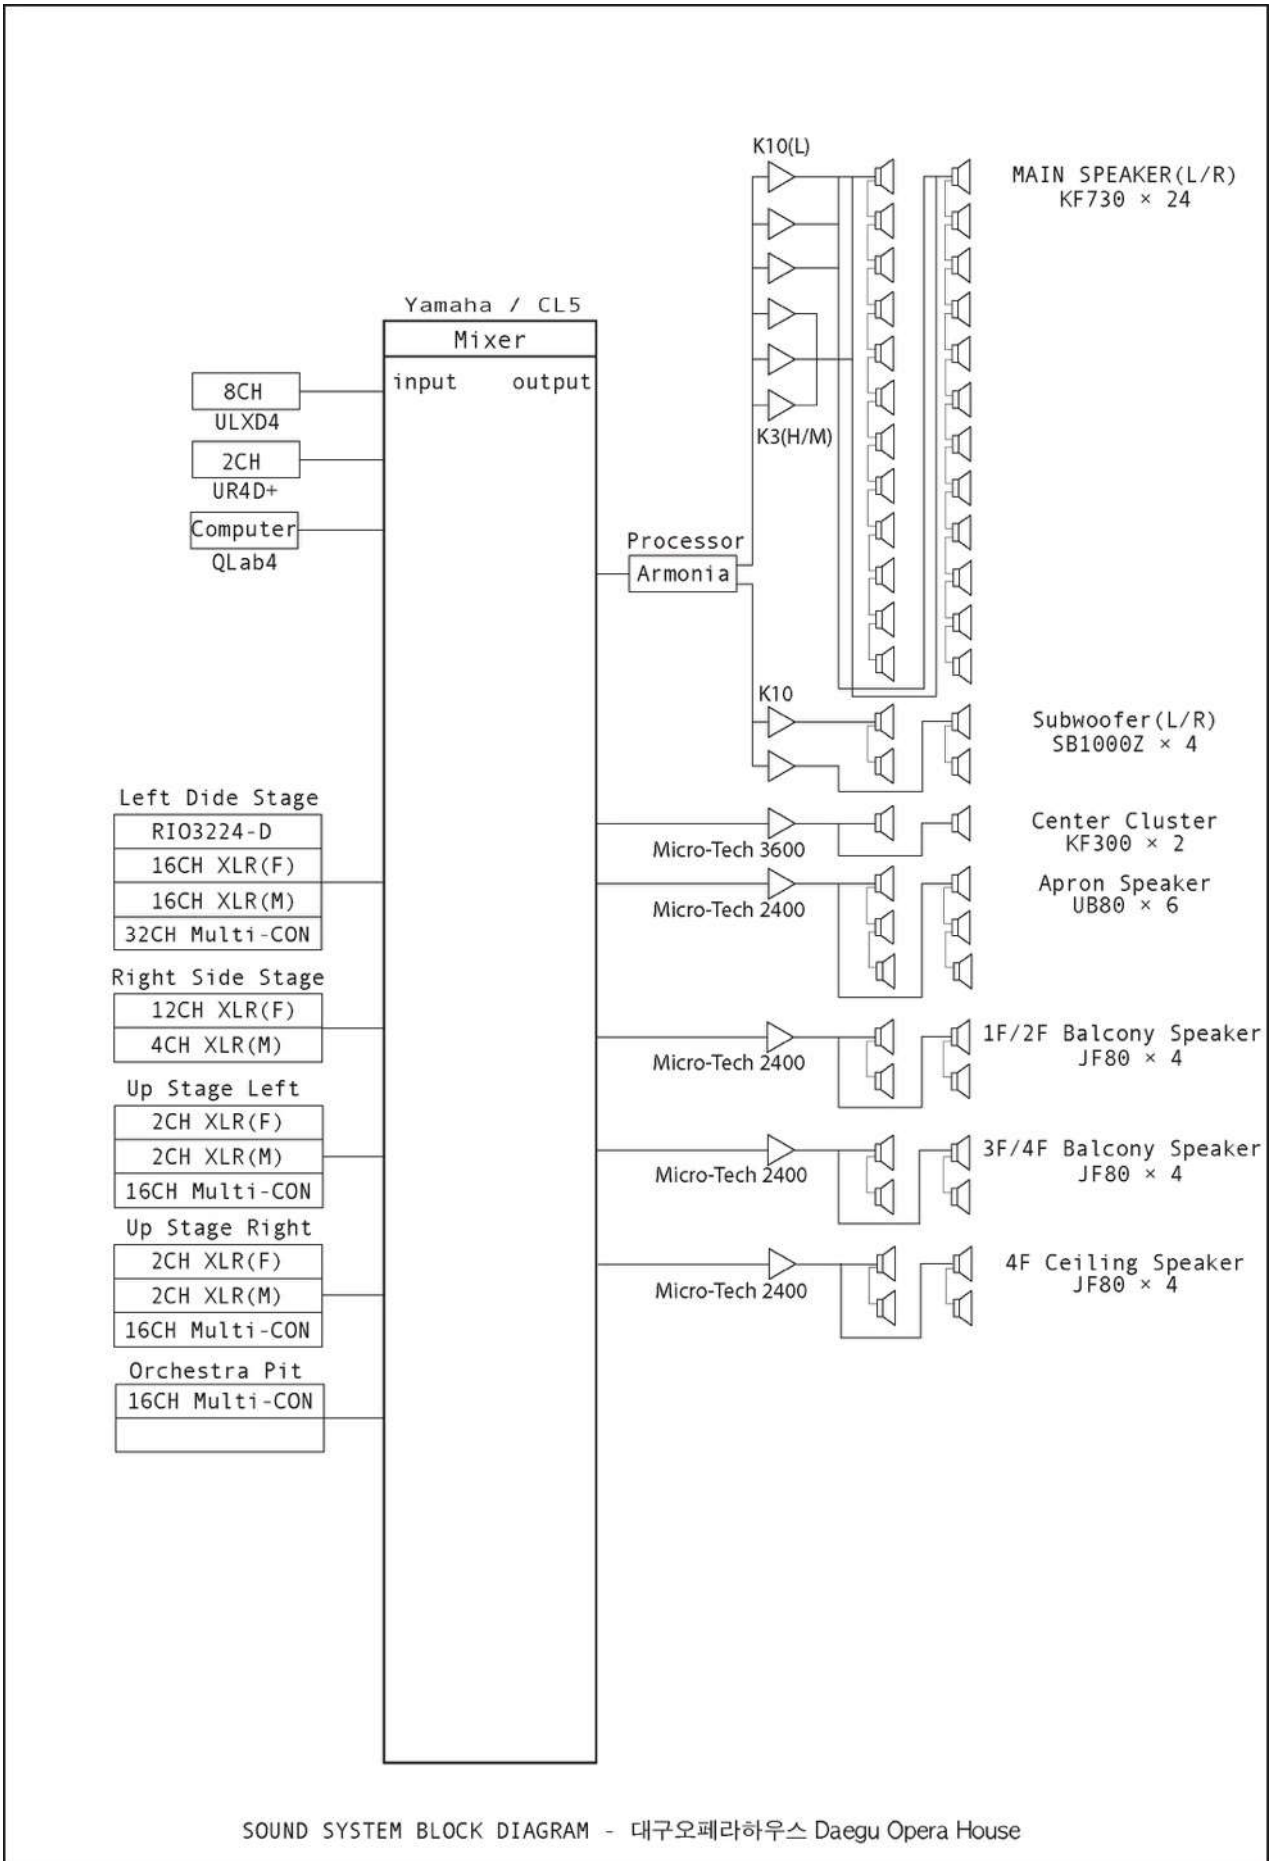 K10(L)
MAIN SPEAKER(L/R)
KF730 × 24
Yamaha / CL5
Mixer
input output
8CH
ULXD4
2CH
UR4D+
Computer
QLab4
K3(H/M)
Processor
Armonia
K10
Subwoofer(L/R)
SB1000Z × 4
Left Dide Stage
RIO3224-D
16CH XLR(F)
16CH XLR(M)
32CH Multi-CON
Micro-Tech 3600
Center Cluster
KF300 × 2
Micro-Tech 2400
Apron Speaker
UB80 × 6
Right Side Stage
12CH XLR(F)
4CH XLR(M)
Micro-Tech 2400
1F/2F Balcony Speaker
JF80 × 4
Up Stage Left
2CH XLR(F)
2CH XLR(M)
16CH Multi-CON
Micro-Tech 2400
3F/4F Balcony Speaker
JF80 × 4
Up Stage Right
2CH XLR(F)
2CH XLR(M)
16CH Multi-CON
Micro-Tech 2400
4F Ceiling Speaker
JF80 × 4
Orchestra Pit
16CH Multi-CON
SOUND SYSTEM BLOCK DIAGRAM - 대구오페라하우스 Daegu Opera House